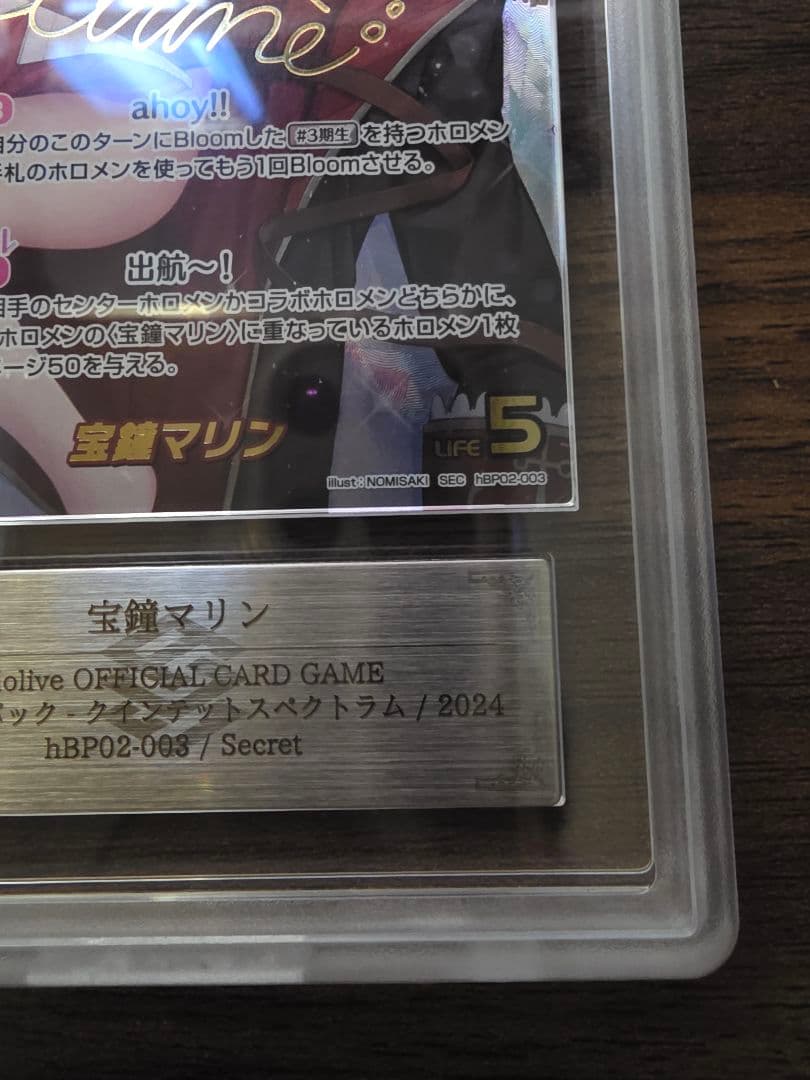 ahoy!!
自分のこのターンにBloomした #3期生 を持つホロメン
札のホロメンを使ってもう1回Bloomさせる。
出航～！
相手のセンターホロメンかコラボホロメンどちらかに、
ホロメンの〈宝鐘マリン〉に重なっているホロメン1枚
ージ50を与える。
宝鐘マリン
LIFE 5
illust：NOMISAKI SEC hBP02-003
宝鐘マリン
olive OFFICIAL CARD GAME
パック - クインテットスペクトラム / 2024
hBP02-003 / Secret